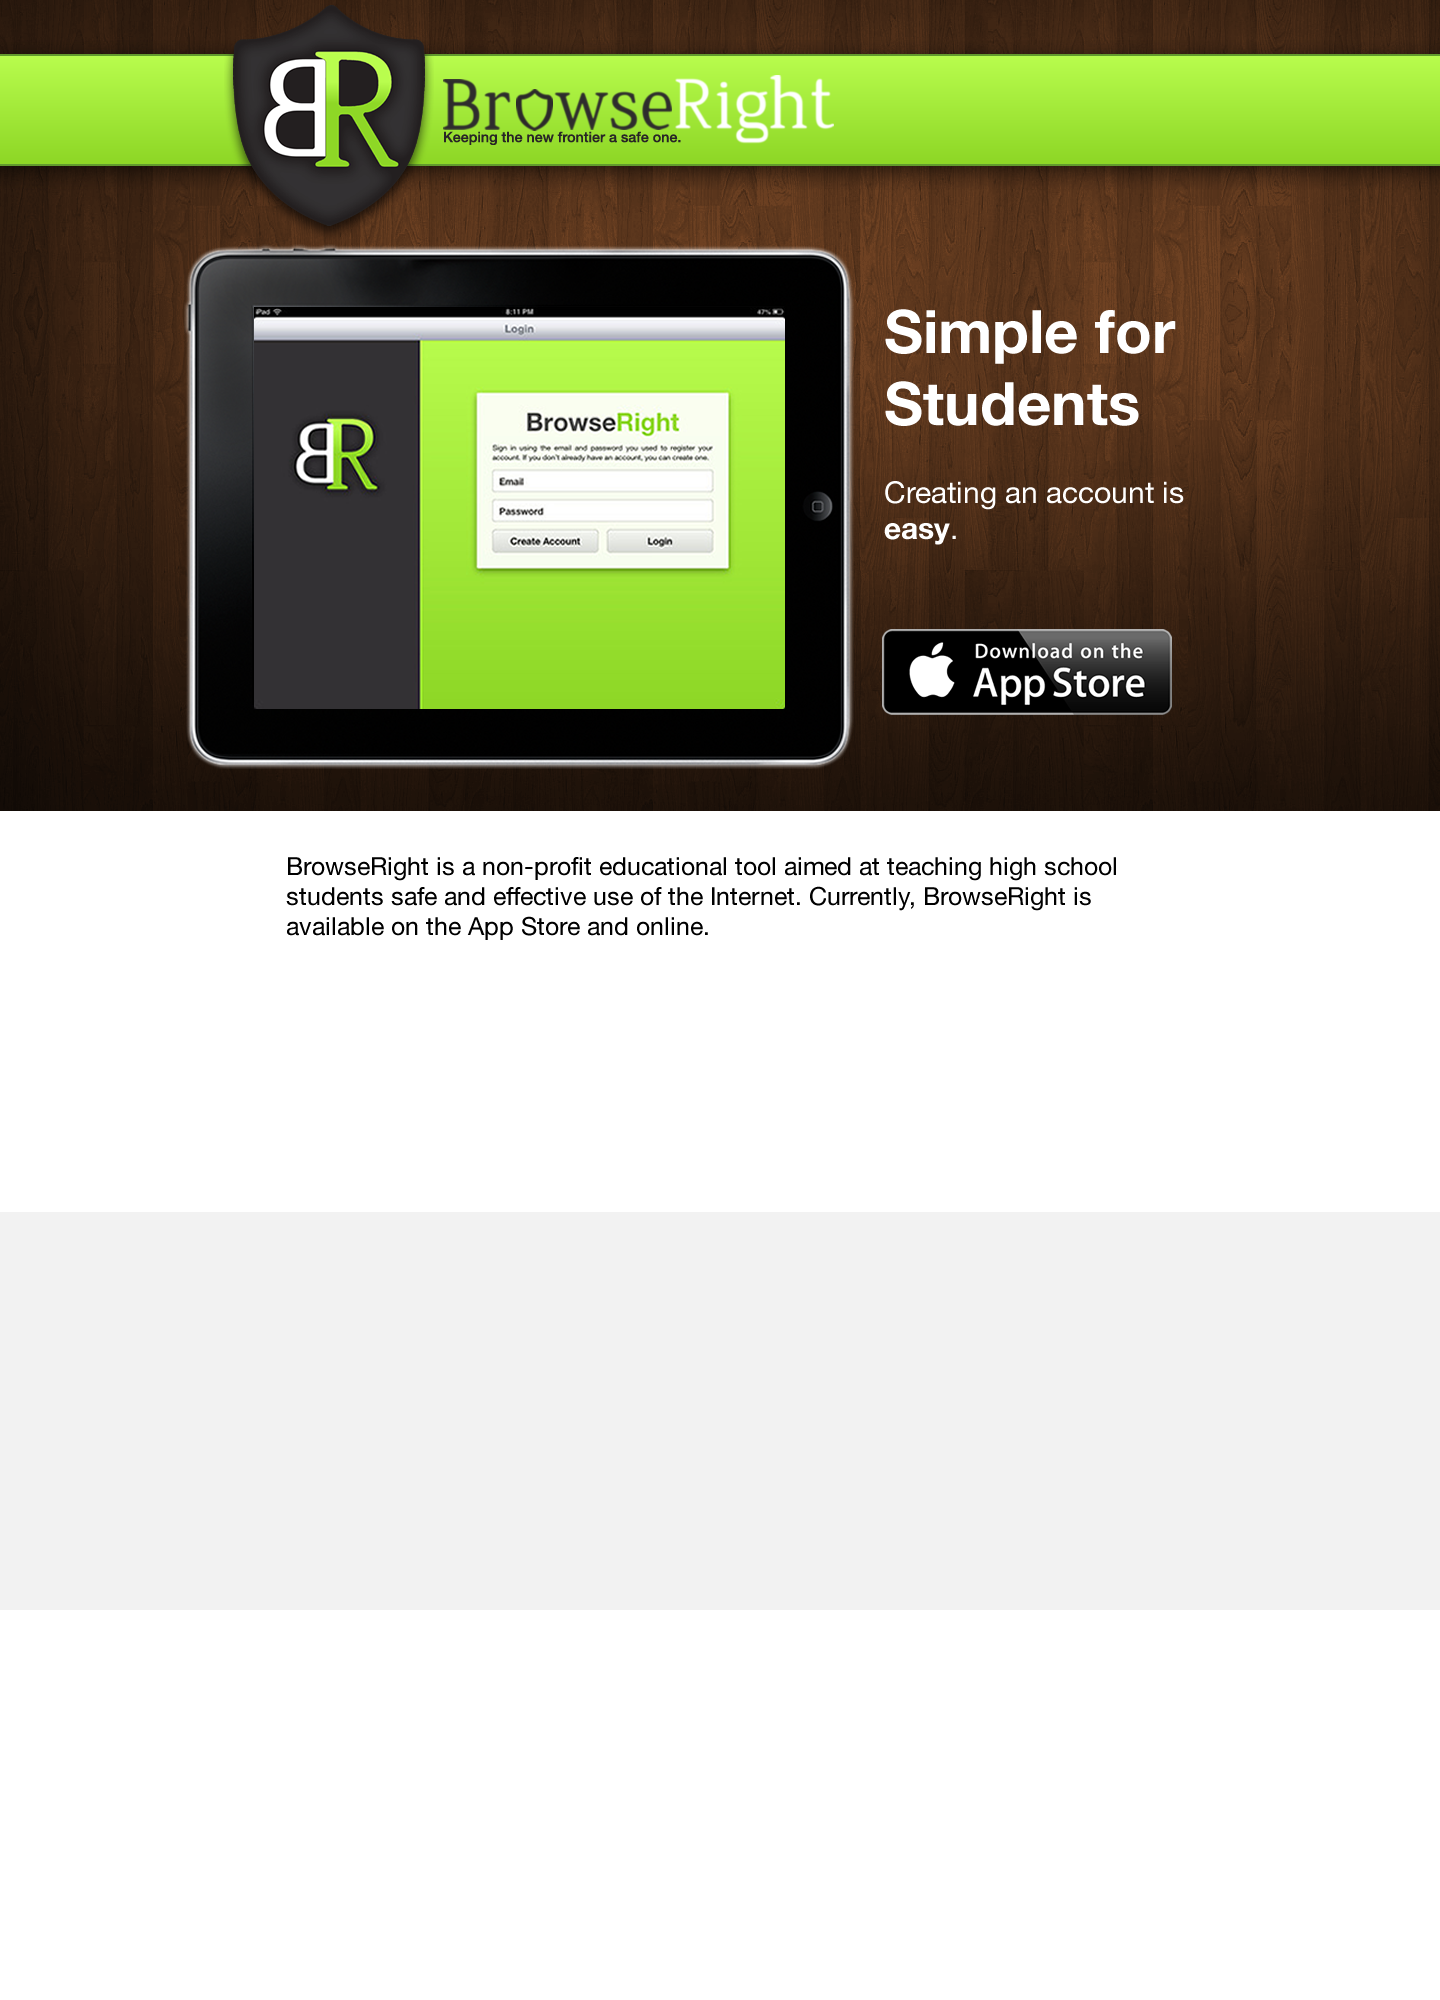 BR
BrowseRight
Keeping the new frontier a safe one.
iPad
8:11 PM
47%
Login
Simple for
Students
BR
BrowseRight
Sign in using the email and password you used to register your
account. If you don't already have an account, you can create one.
Email
Password
Create Account
Login
Creating an account is
easy.
Download on the
App Store
BrowseRight is a non-profit educational tool aimed at teaching high school
students safe and effective use of the Internet. Currently, BrowseRight is
available on the App Store and online.